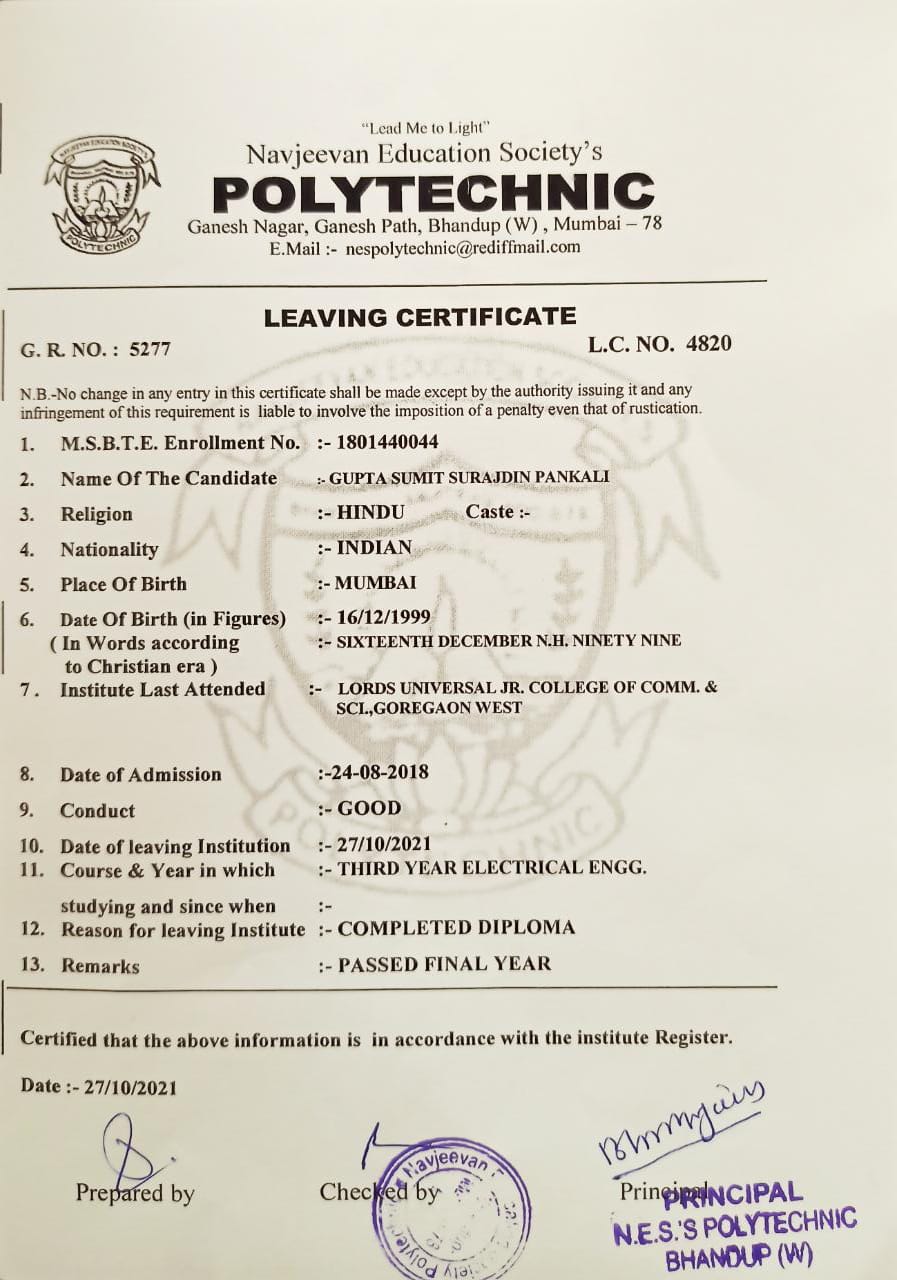 "Lead Me to Light"
Navjeevan Education Society's
POLYTECHNIC
Ganesh Nagar, Ganesh Path, Bhandup (W) , Mumbai – 78
E.Mail :- nespolytechnic@rediffmail.com
NAVJEEVAN EDUCATION SOCIETY'S
POLYTECHNIC
LEAVING CERTIFICATE
G. R. NO. : 5277 L.C. NO. 4820
N.B.-No change in any entry in this certificate shall be made except by the authority issuing it and any
infringement of this requirement is liable to involve the imposition of a penalty even that of rustication.
1. M.S.B.T.E. Enrollment No. :- 1801440044
2. Name Of The Candidate :- GUPTA SUMIT SURAJDIN PANKALI
3. Religion :- HINDU Caste :-
4. Nationality :- INDIAN
5. Place Of Birth :- MUMBAI
6. Date Of Birth (in Figures) :- 16/12/1999
( In Words according :- SIXTEENTH DECEMBER N.H. NINETY NINE
to Christian era )
7. Institute Last Attended :- LORDS UNIVERSAL JR. COLLEGE OF COMM. &
SCI.,GOREGAON WEST
8. Date of Admission :-24-08-2018
9. Conduct :- GOOD
10. Date of leaving Institution :- 27/10/2021
11. Course & Year in which :- THIRD YEAR ELECTRICAL ENGG.
studying and since when :-
12. Reason for leaving Institute :- COMPLETED DIPLOMA
13. Remarks :- PASSED FINAL YEAR
Certified that the above information is in accordance with the institute Register.
Date :- 27/10/2021
Prepared by Checked by Principal
Navjeevan
PRINCIPAL
N.E.S.'S POLYTECHNIC
BHANDUP (W)